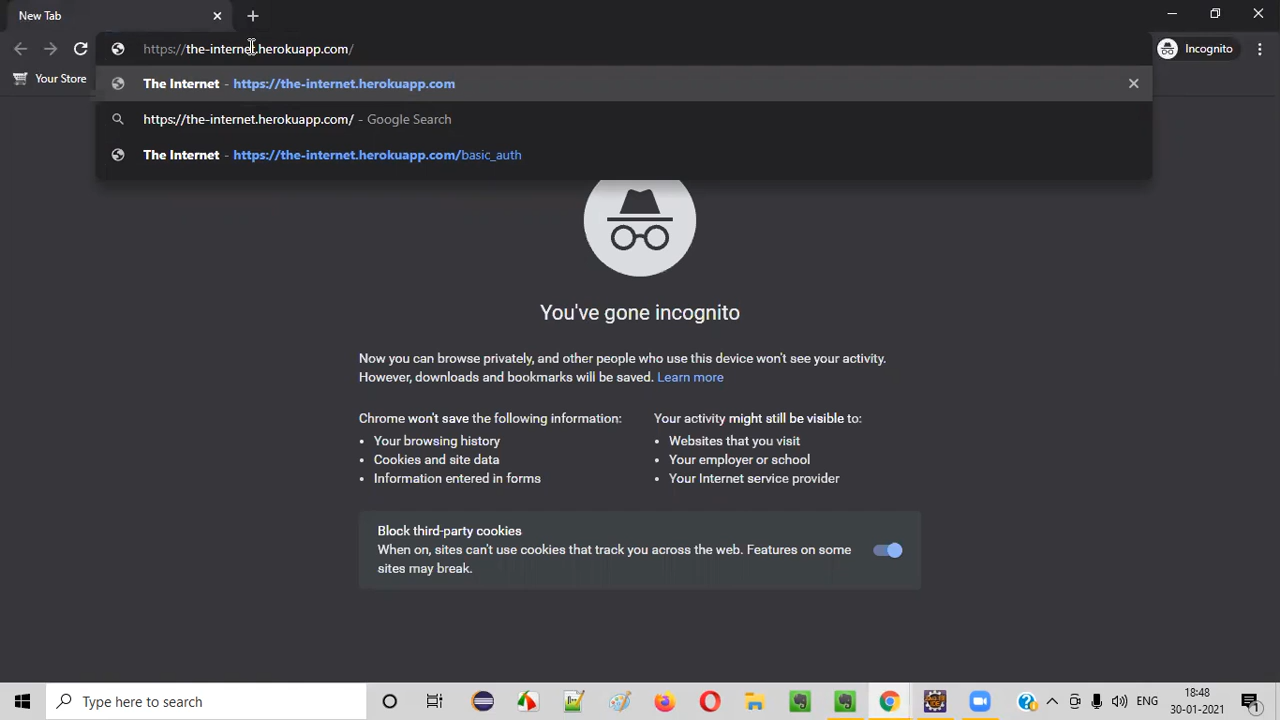 New Tab
https://the-internet.herokuapp.com/
Incognito
Your Store
The Internet - https://the-internet.herokuapp.com
https://the-internet.herokuapp.com/ - Google Search
The Internet - https://the-internet.herokuapp.com/basic_auth
You've gone incognito
Now you can browse privately, and other people who use this device won't see your activity.
However, downloads and bookmarks will be saved. Learn more
Chrome won't save the following information:
• Your browsing history
• Cookies and site data
• Information entered in forms
Your activity might still be visible to:
• Websites that you visit
• Your employer or school
• Your Internet service provider
Block third-party cookies
When on, sites can't use cookies that track you across the web. Features on some
sites may break.
Type here to search
ENG
18:48
30-01-2021